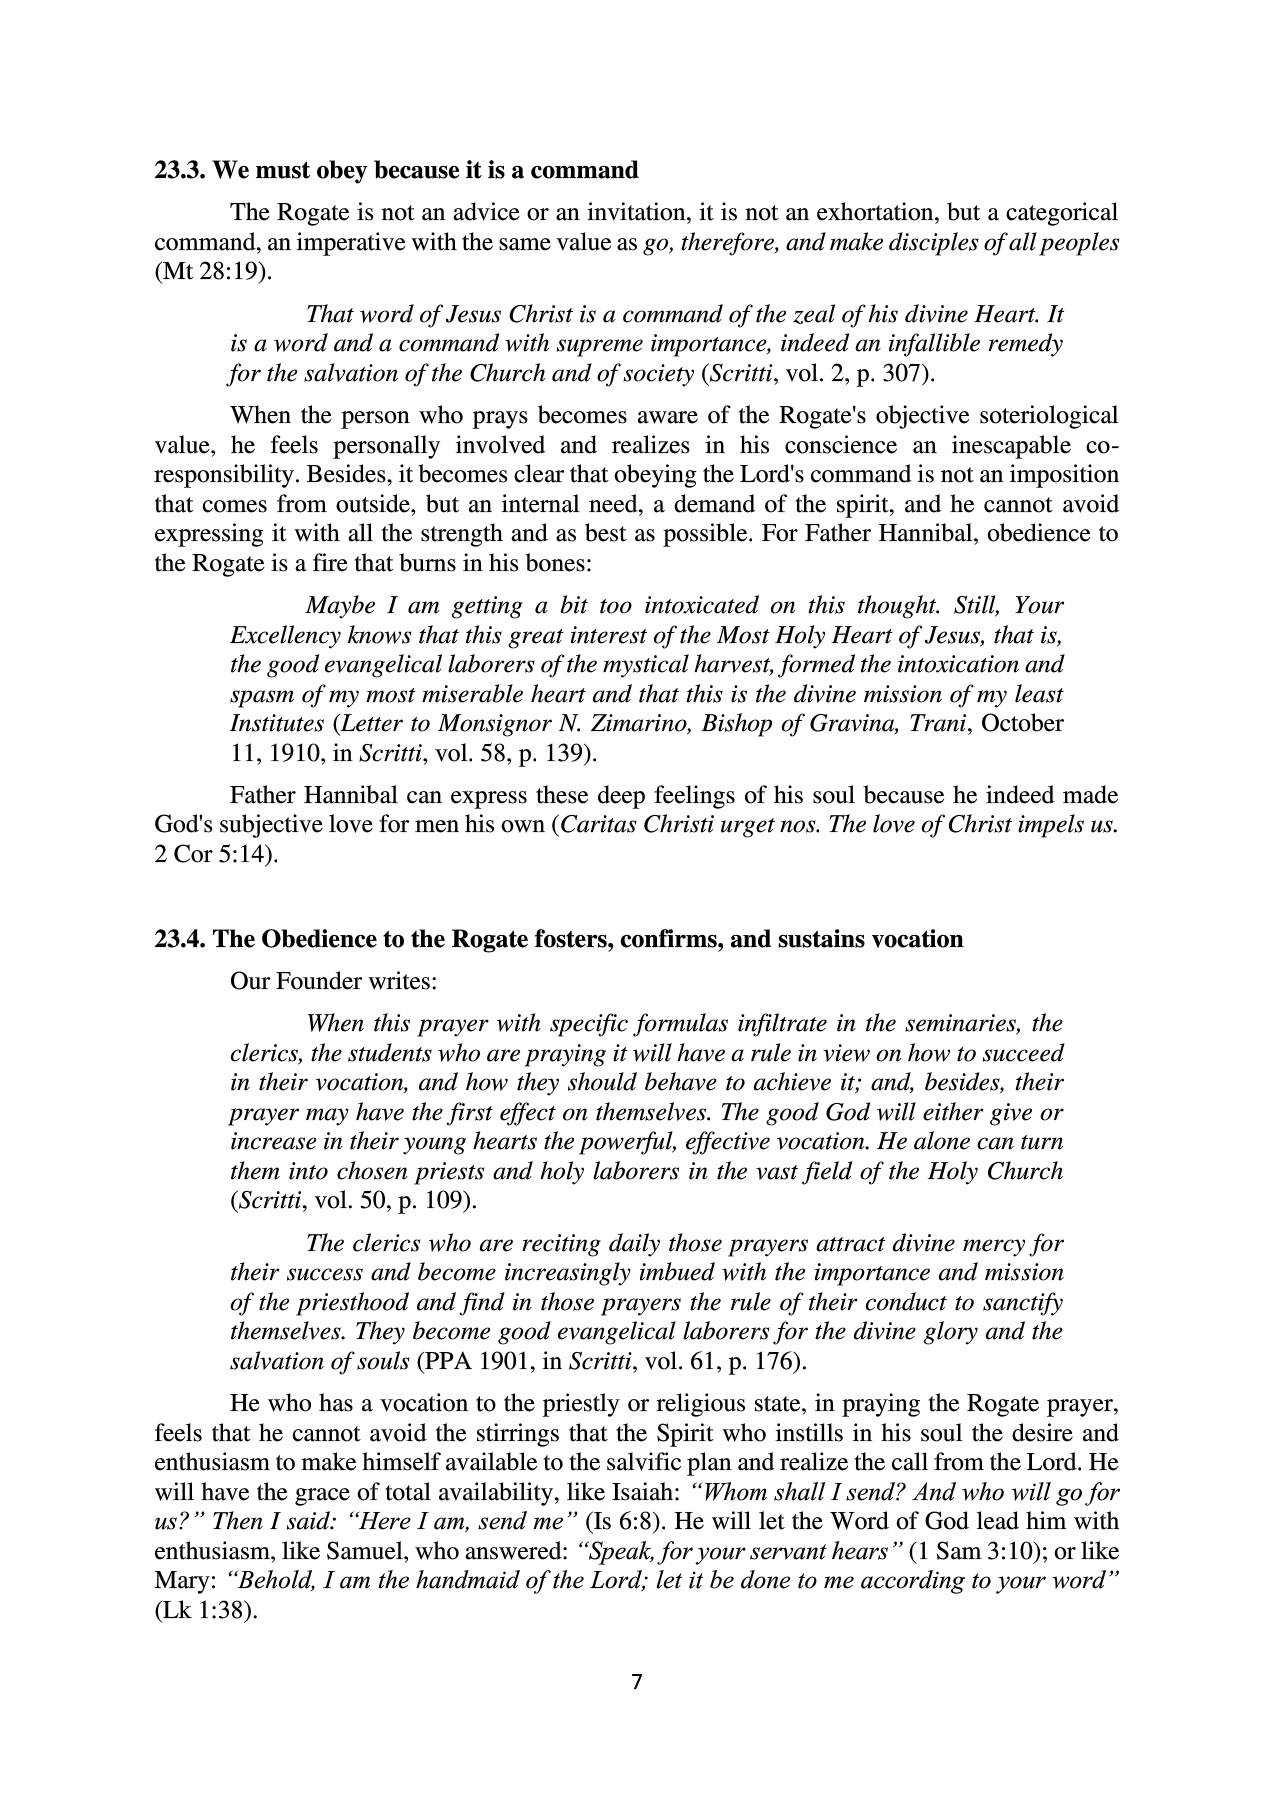 23.3. We must obey because it is a command
The Rogate is not an advice or an invitation, it is not an exhortation, but a categorical
command, an imperative with the same value as go, therefore, and make disciples of all peoples
(Mt 28:19).
That word of Jesus Christ is a command of the zeal of his divine Heart. It
is a word and a command with supreme importance, indeed an infallible remedy
for the salvation of the Church and of society (Scritti, vol. 2, p. 307).
When the person who prays becomes aware of the Rogate's objective soteriological
value, he feels personally involved and realizes in his conscience an inescapable co-
responsibility. Besides, it becomes clear that obeying the Lord's command is not an imposition
that comes from outside, but an internal need, a demand of the spirit, and he cannot avoid
expressing it with all the strength and as best as possible. For Father Hannibal, obedience to
the Rogate is a fire that burns in his bones:
Maybe I am getting a bit too intoxicated on this thought. Still, Your
Excellency knows that this great interest of the Most Holy Heart of Jesus, that is,
the good evangelical laborers of the mystical harvest, formed the intoxication and
spasm of my most miserable heart and that this is the divine mission of my least
Institutes (Letter to Monsignor N. Zimarino, Bishop of Gravina, Trani, October
11, 1910, in Scritti, vol. 58, p. 139).
Father Hannibal can express these deep feelings of his soul because he indeed made
God's subjective love for men his own (Caritas Christi urget nos. The love of Christ impels us.
2 Cor 5:14).
23.4. The Obedience to the Rogate fosters, confirms, and sustains vocation
Our Founder writes:
When this prayer with specific formulas infiltrate in the seminaries, the
clerics, the students who are praying it will have a rule in view on how to succeed
in their vocation, and how they should behave to achieve it; and, besides, their
prayer may have the first effect on themselves. The good God will either give or
increase in their young hearts the powerful, effective vocation. He alone can turn
them into chosen priests and holy laborers in the vast field of the Holy Church
(Scritti, vol. 50, p. 109).
The clerics who are reciting daily those prayers attract divine mercy for
their success and become increasingly imbued with the importance and mission
of the priesthood and find in those prayers the rule of their conduct to sanctify
themselves. They become good evangelical laborers for the divine glory and the
salvation of souls (PPA 1901, in Scritti, vol. 61, p. 176).
He who has a vocation to the priestly or religious state, in praying the Rogate prayer,
feels that he cannot avoid the stirrings that the Spirit who instills in his soul the desire and
enthusiasm to make himself available to the salvific plan and realize the call from the Lord. He
will have the grace of total availability, like Isaiah: “Whom shall I send? And who will go for
us?” Then I said: “Here I am, send me” (Is 6:8). He will let the Word of God lead him with
enthusiasm, like Samuel, who answered: “Speak, for your servant hears” (1 Sam 3:10); or like
Mary: “Behold, I am the handmaid of the Lord; let it be done to me according to your word”
(Lk 1:38).
7